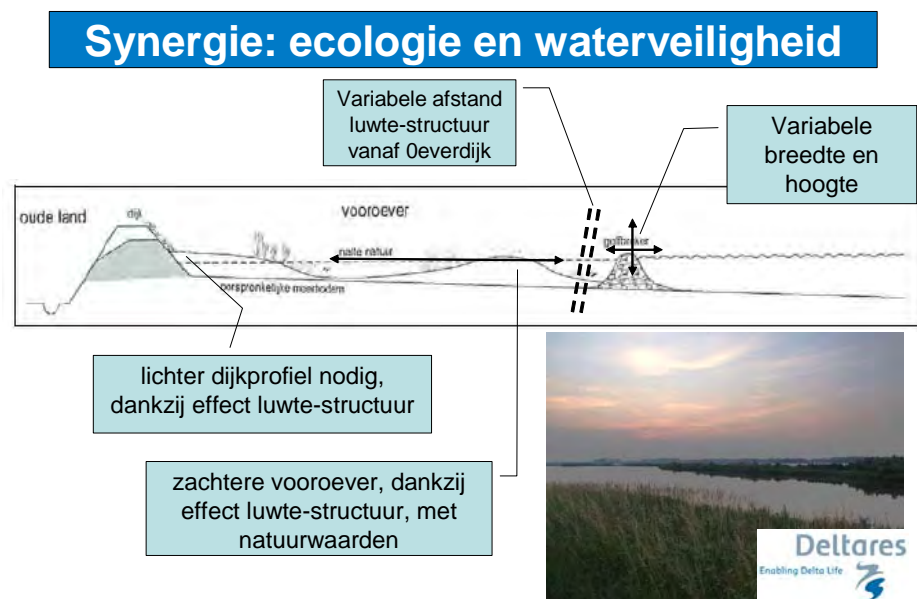 Synergie: ecologie en waterveiligheid
Variabele afstand
luwte-structuur
vanaf 0everdijk
Variabele
breedte en
hoogte
oude land
dijk
vooroever
natte natuur
golfbreker
oorspronkelijke meerbodem
lichter dijkprofiel nodig,
dankzij effect luwte-structuur
zachtere vooroever, dankzij
effect luwte-structuur, met
natuurwaarden
Deltares
Enabling Delta Life